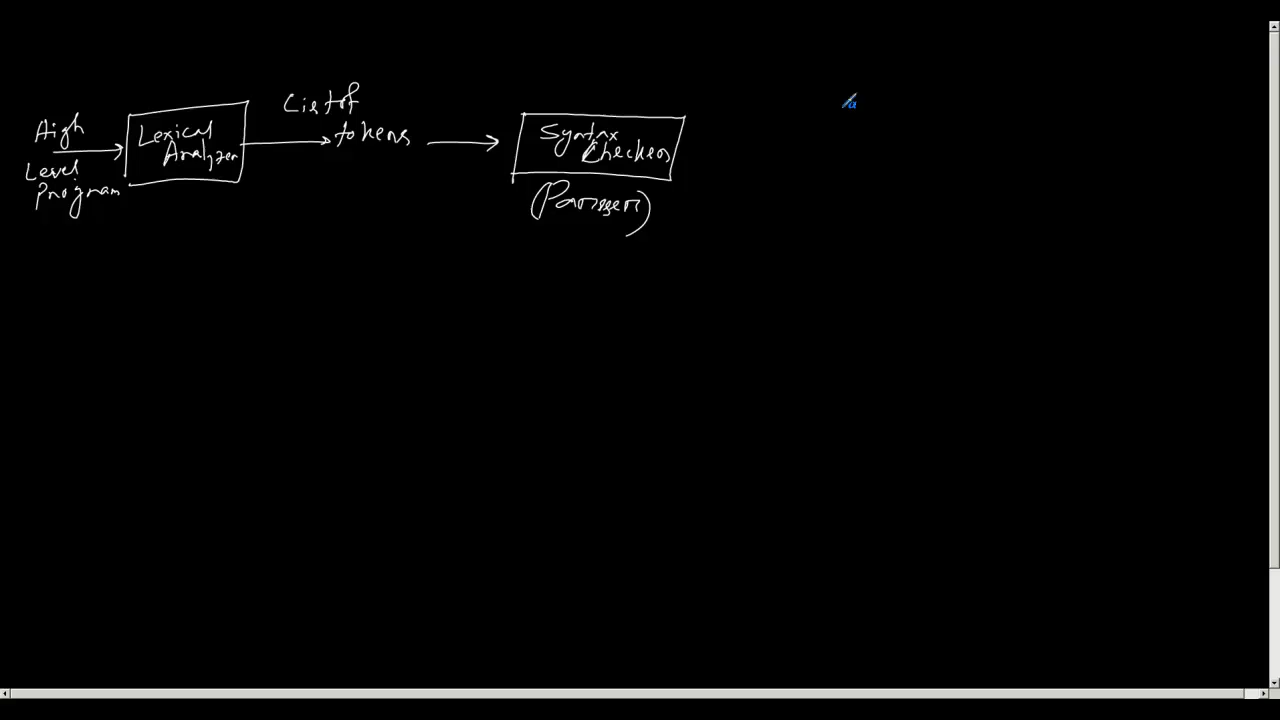 High
Level
Program
Lexical
Analyzer
List of
tokens
Syntax
Checker
(Parser)